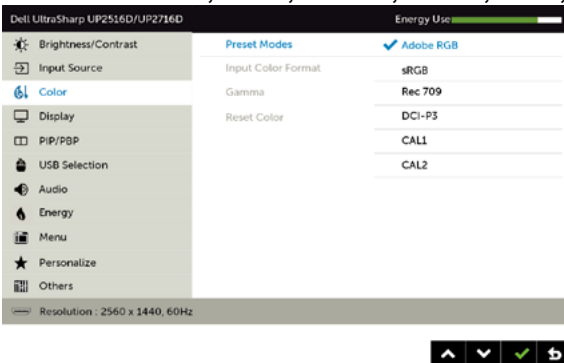 Dell UltraSharp UP2516D/UP2716D Energy Use
Brightness/Contrast Preset Modes Adobe RGB
Input Source Input Color Format sRGB
Color Gamma Rec 709
Display Reset Color DCI-P3
PIP/PBP CAL1
USB Selection CAL2
Audio
Energy
Menu
Personalize
Others
Resolution : 2560 x 1440, 60Hz